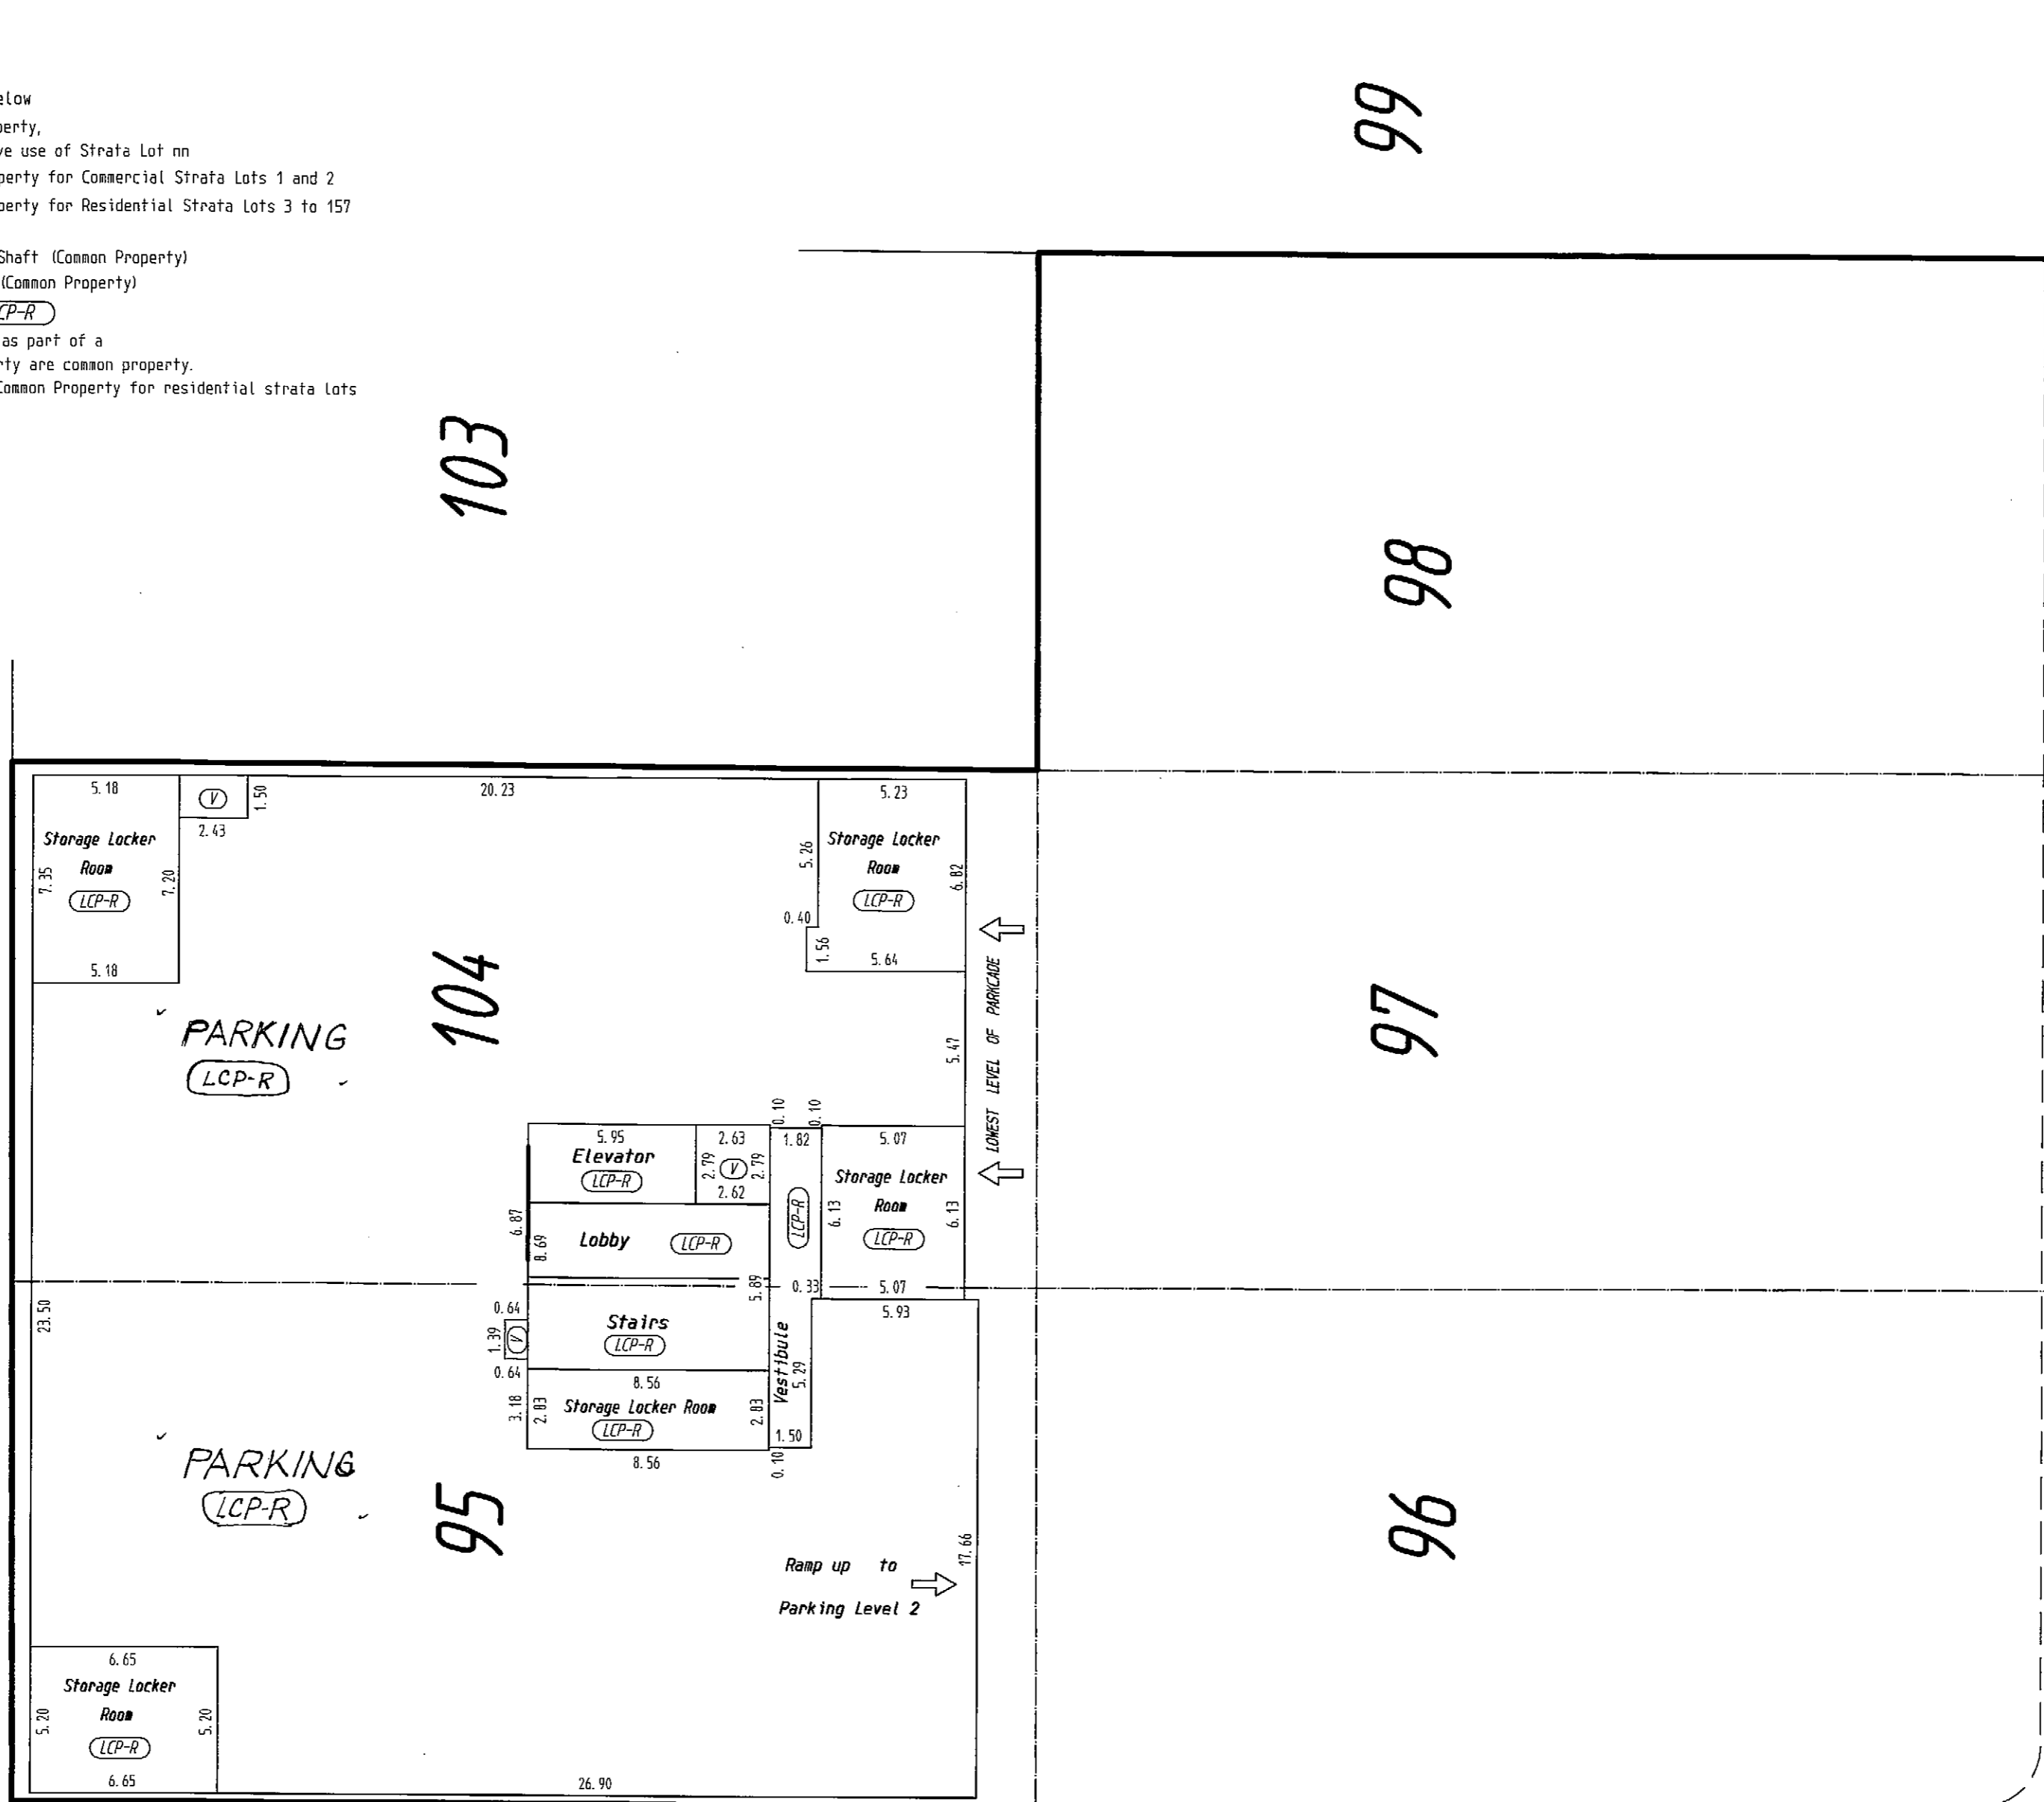 elow
perty,
ve use of Strata Lot nn
perty for Commercial Strata Lots 1 and 2
perty for Residential Strata Lots 3 to 157
Shaft (Common Property)
(Common Property)
CP-R
as part of a
rty are common property.
Common Property for residential strata lots
99
103
98
5.18
V
1.50
2.43
20.23
5.23
Storage Locker
Room
LCP-R
7.35
7.20
5.18
5.26
Storage Locker
Room
LCP-R
6.82
0.40
1.56
5.64
104
97
PARKING
LCP-R
5.47
LOWEST LEVEL OF PARKCADE
0.10
0.10
5.95
Elevator
LCP-R
2.63
2.79
V
2.79
2.62
1.82
LCP-R
5.07
Storage Locker
Room
LCP-R
6.13
6.13
6.87
8.69
Lobby
LCP-R
5.89
0.33
5.07
5.93
23.50
0.64
1.39
V
0.64
Stairs
LCP-R
Vestibule
5.29
8.56
3.18
2.83
Storage Locker Room
LCP-R
2.83
1.50
8.56
0.10
PARKING
LCP-R
95
96
17.66
Ramp up to
Parking Level 2
6.65
Storage Locker
Room
LCP-R
5.20
5.20
6.65
26.90